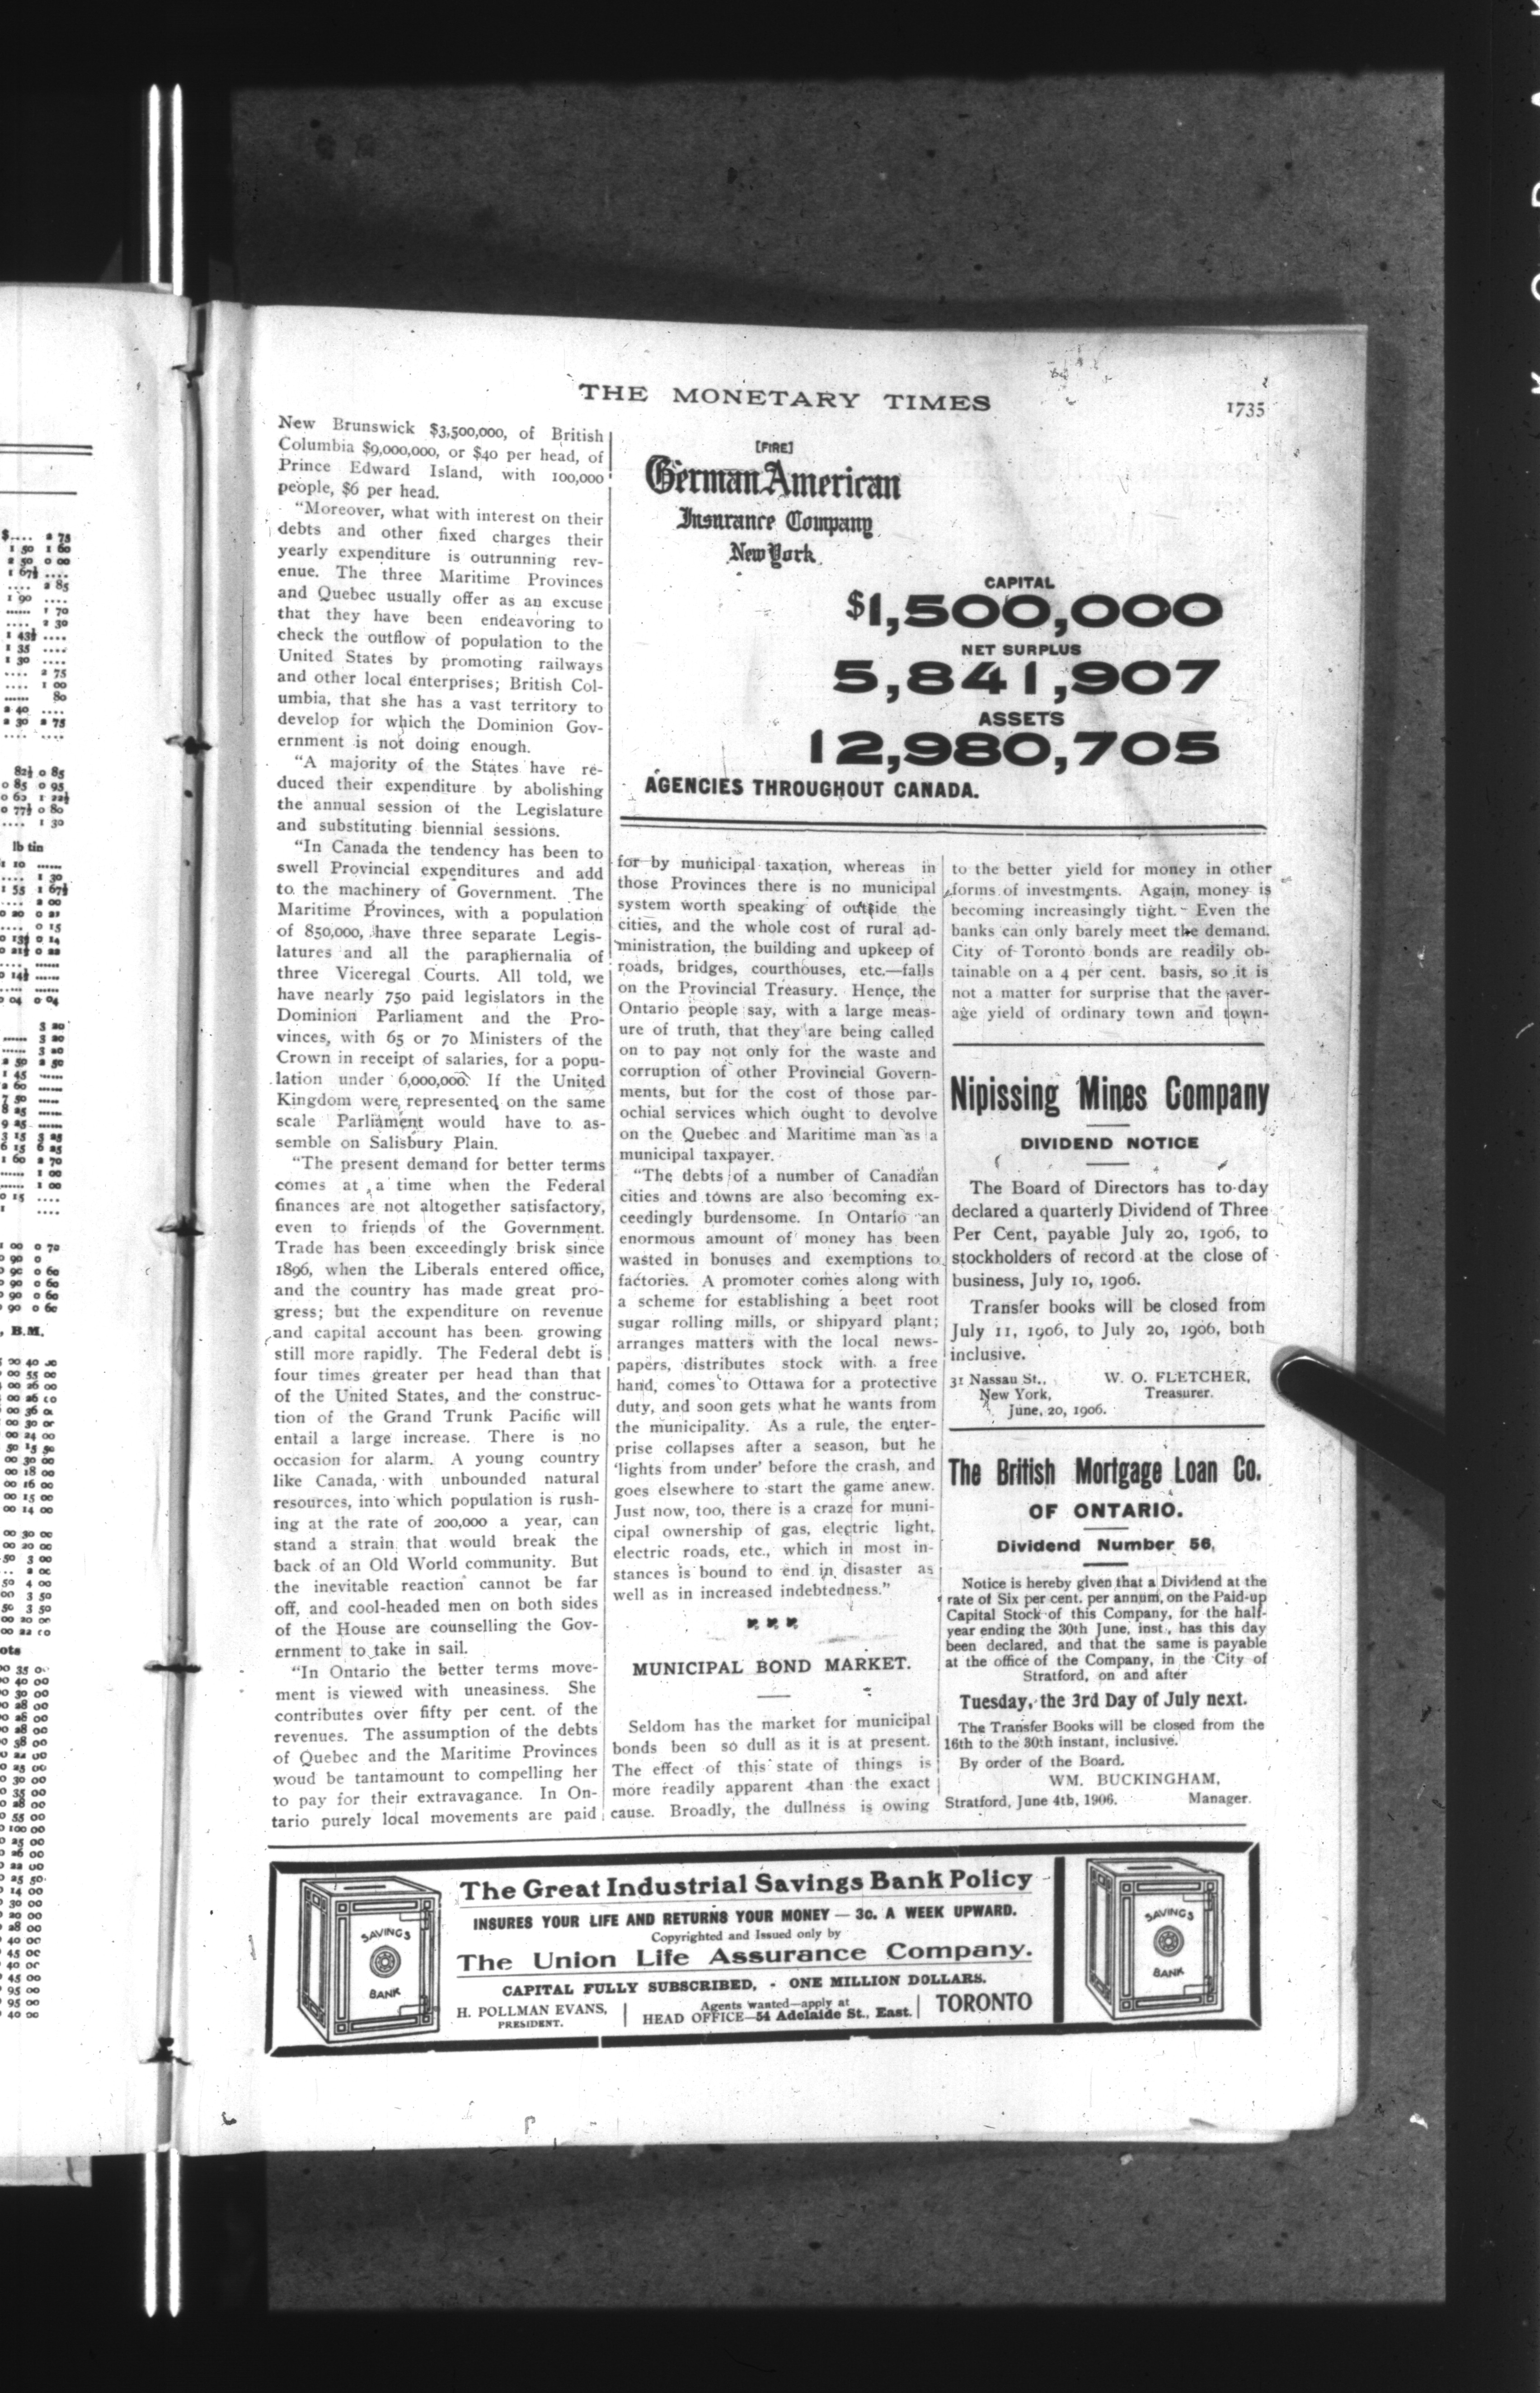 THE MONETARY TIMES
1735
New Brunswick $3,500,000, of British
Columbia $9,000,000, or $40 per head, of
Prince Edward Island, with 100,000
people, $6 per head.
"Moreover, what with interest on their
debts and other fixed charges their
yearly expenditure is outrunning rev-
enue. The three Maritime Provinces
and Quebec usually offer as an excuse
that they have been endeavoring to
check the outflow of population to the
United States by promoting railways
and other local enterprises; British Col-
umbia, that she has a vast territory to
develop for which the Dominion Gov-
ernment is not doing enough.
"A majority of the States have re-
duced their expenditure by abolishing
the annual session of the Legislature
and substituting biennial sessions.
"In Canada the tendency has been to
swell Provincial expenditures and add
to the machinery of Government. The
Maritime Provinces, with a population
of 850,000, have three separate Legis-
latures and all the paraphernalia of
three Viceregal Courts. All told, we
have nearly 750 paid legislators in the
Dominion Parliament and the Pro-
vinces, with 65 or 70 Ministers of the
Crown in receipt of salaries, for a popu-
lation under 6,000,000. If the United
Kingdom were represented on the same
scale Parliament would have to as-
semble on Salisbury Plain.
"The present demand for better terms
comes at a time when the Federal
finances are not altogether satisfactory,
even to friends of the Government.
Trade has been exceedingly brisk since
1896, when the Liberals entered office,
and the country has made great pro-
gress; but the expenditure on revenue
and capital account has been growing
still more rapidly. The Federal debt is
four times greater per head than that
of the United States, and the construc-
tion of the Grand Trunk Pacific will
entail a large increase. There is no
occasion for alarm. A young country
like Canada, with unbounded natural
resources, into which population is rush-
ing at the rate of 200,000 a year, can
stand a strain that would break the
back of an Old World community. But
the inevitable reaction cannot be far
off, and cool-headed men on both sides
of the House are counselling the Gov-
ernment to take in sail.
"In Ontario the better terms move-
ment is viewed with uneasiness. She
contributes over fifty per cent. of the
revenues. The assumption of the debts
of Quebec and the Maritime Provinces
woud be tantamount to compelling her
to pay for their extravagance. In On-
tario purely local movements are paid
[FIRE]
German American
Insurance Company
New York
CAPITAL
$1,500,000
NET SURPLUS
5,841,907
ASSETS
12,980,705
AGENCIES THROUGHOUT CANADA.
for by municipal taxation, whereas in
those Provinces there is no municipal
system worth speaking of outside the
cities, and the whole cost of rural ad-
ministration, the building and upkeep of
roads, bridges, courthouses, etc.—falls
on the Provincial Treasury. Hence, the
Ontario people say, with a large meas-
ure of truth, that they are being called
on to pay not only for the waste and
corruption of other Provincial Govern-
ments, but for the cost of those par-
ochial services which ought to devolve
on the Quebec and Maritime man as a
municipal taxpayer.
"The debts of a number of Canadian
cities and towns are also becoming ex-
ceedingly burdensome. In Ontario an
enormous amount of money has been
wasted in bonuses and exemptions to
factories. A promoter comes along with
a scheme for establishing a beet root
sugar rolling mills, or shipyard plant;
arranges matters with the local news-
papers, distributes stock with a free
hand, comes to Ottawa for a protective
duty, and soon gets what he wants from
the municipality. As a rule, the enter-
prise collapses after a season, but he
'lights from under' before the crash, and
goes elsewhere to start the game anew.
Just now, too, there is a craze for muni-
cipal ownership of gas, electric light,
electric roads, etc., which in most in-
stances is bound to end in disaster as
well as in increased indebtedness."
MUNICIPAL BOND MARKET.
Seldom has the market for municipal
bonds been so dull as it is at present.
The effect of this state of things is
more readily apparent than the exact
cause. Broadly, the dullness is owing
to the better yield for money in other
forms of investments. Again, money is
becoming increasingly tight. Even the
banks can only barely meet the demand.
City of Toronto bonds are readily ob-
tainable on a 4 per cent. basis, so it is
not a matter for surprise that the aver-
age yield of ordinary town and town-
Nipissing Mines Company
DIVIDEND NOTICE
The Board of Directors has to-day
declared a quarterly Dividend of Three
Per Cent, payable July 20, 1906, to
stockholders of record at the close of
business, July 10, 1906.
Transfer books will be closed from
July 11, 1906, to July 20, 1906, both
inclusive.
31 Nassau St., W. O. FLETCHER,
New York, Treasurer.
June, 20, 1906.
The British Mortgage Loan Co.
OF ONTARIO.
Dividend Number 56.
Notice is hereby given that a Dividend at the
rate of Six per cent. per annum, on the Paid-up
Capital Stock of this Company, for the half-
year ending the 30th June, inst., has this day
been declared, and that the same is payable
at the office of the Company, in the City of
Stratford, on and after
Tuesday, the 3rd Day of July next.
The Transfer Books will be closed from the
16th to the 30th instant, inclusive.
By order of the Board.
WM. BUCKINGHAM,
Stratford, June 4th, 1906. Manager.
SAVINGS
BANK
The Great Industrial Savings Bank Policy
INSURES YOUR LIFE AND RETURNS YOUR MONEY — 3c. A WEEK UPWARD.
Copyrighted and Issued only by
The Union Life Assurance Company.
CAPITAL FULLY SUBSCRIBED, - ONE MILLION DOLLARS.
H. POLLMAN EVANS,
PRESIDENT.
Agents wanted—apply at
HEAD OFFICE—54 Adelaide St., East.
TORONTO
SAVINGS
BANK